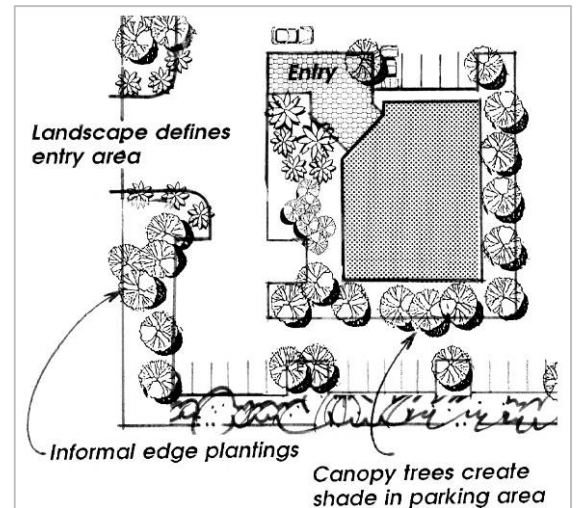 Entry
Landscape defines
entry area
Informal edge plantings
Canopy trees create
shade in parking area